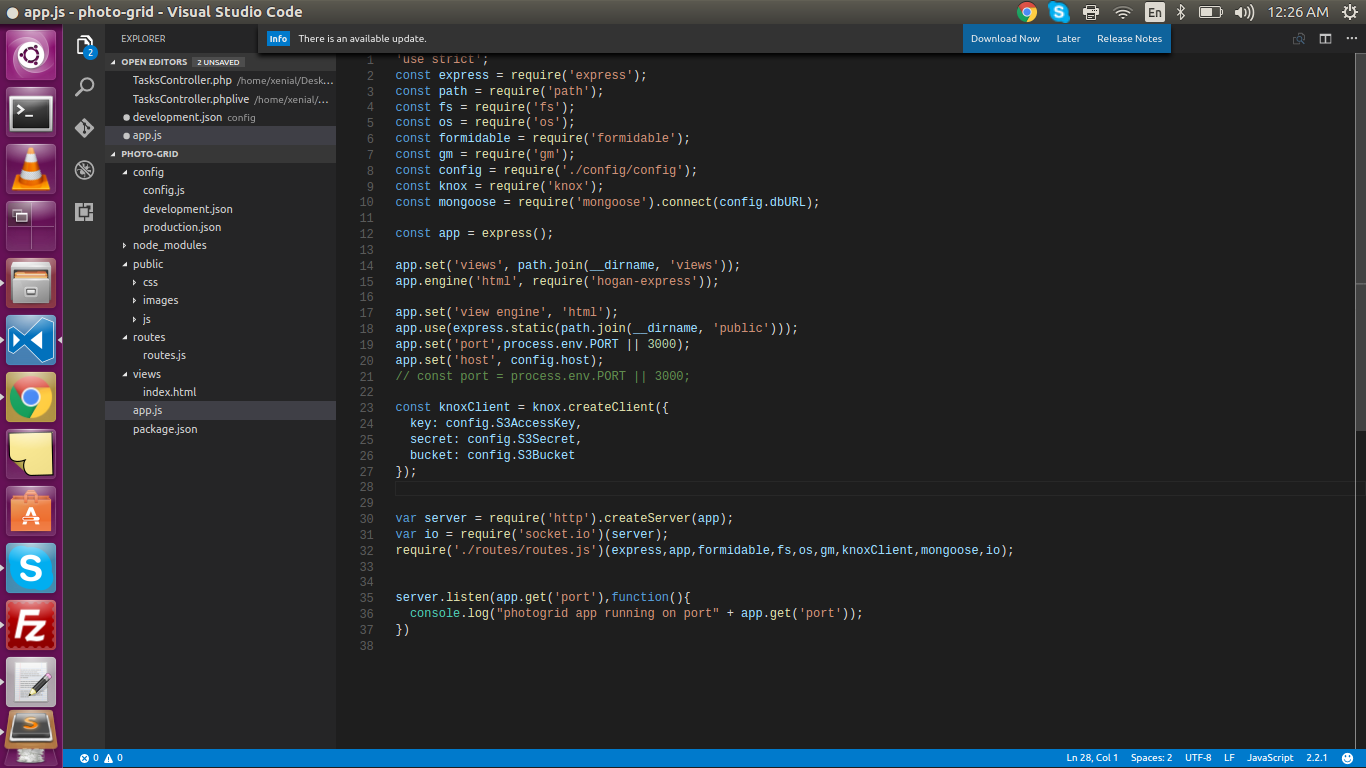 app.js - photo-grid - Visual Studio Code
En
12:26 AM
EXPLORER
Info There is an available update.
Download Now Later Release Notes
2
OPEN EDITORS 2 UNSAVED
TasksController.php /home/xenial/Desk...
TasksController.phplive /home/xenial/...
development.json config
app.js
PHOTO-GRID
config
config.js
development.json
production.json
node_modules
public
css
images
js
routes
routes.js
views
index.html
app.js
package.json
1 'use strict';
2 const express = require('express');
3 const path = require('path');
4 const fs = require('fs');
5 const os = require('os');
6 const formidable = require('formidable');
7 const gm = require('gm');
8 const config = require('./config/config');
9 const knox = require('knox');
10 const mongoose = require('mongoose').connect(config.dbURL);
11
12 const app = express();
13
14 app.set('views', path.join(__dirname, 'views'));
15 app.engine('html', require('hogan-express'));
16
17 app.set('view engine', 'html');
18 app.use(express.static(path.join(__dirname, 'public')));
19 app.set('port',process.env.PORT || 3000);
20 app.set('host', config.host);
21 // const port = process.env.PORT || 3000;
22
23 const knoxClient = knox.createClient({
24 key: config.S3AccessKey,
25 secret: config.S3Secret,
26 bucket: config.S3Bucket
27 });
28
29
30 var server = require('http').createServer(app);
31 var io = require('socket.io')(server);
32 require('./routes/routes.js')(express,app,formidable,fs,os,gm,knoxClient,mongoose,io);
33
34
35 server.listen(app.get('port'),function(){
36 console.log("photogrid app running on port" + app.get('port'));
37 })
38
0 0
Ln 28, Col 1 Spaces: 2 UTF-8 LF JavaScript 2.2.1